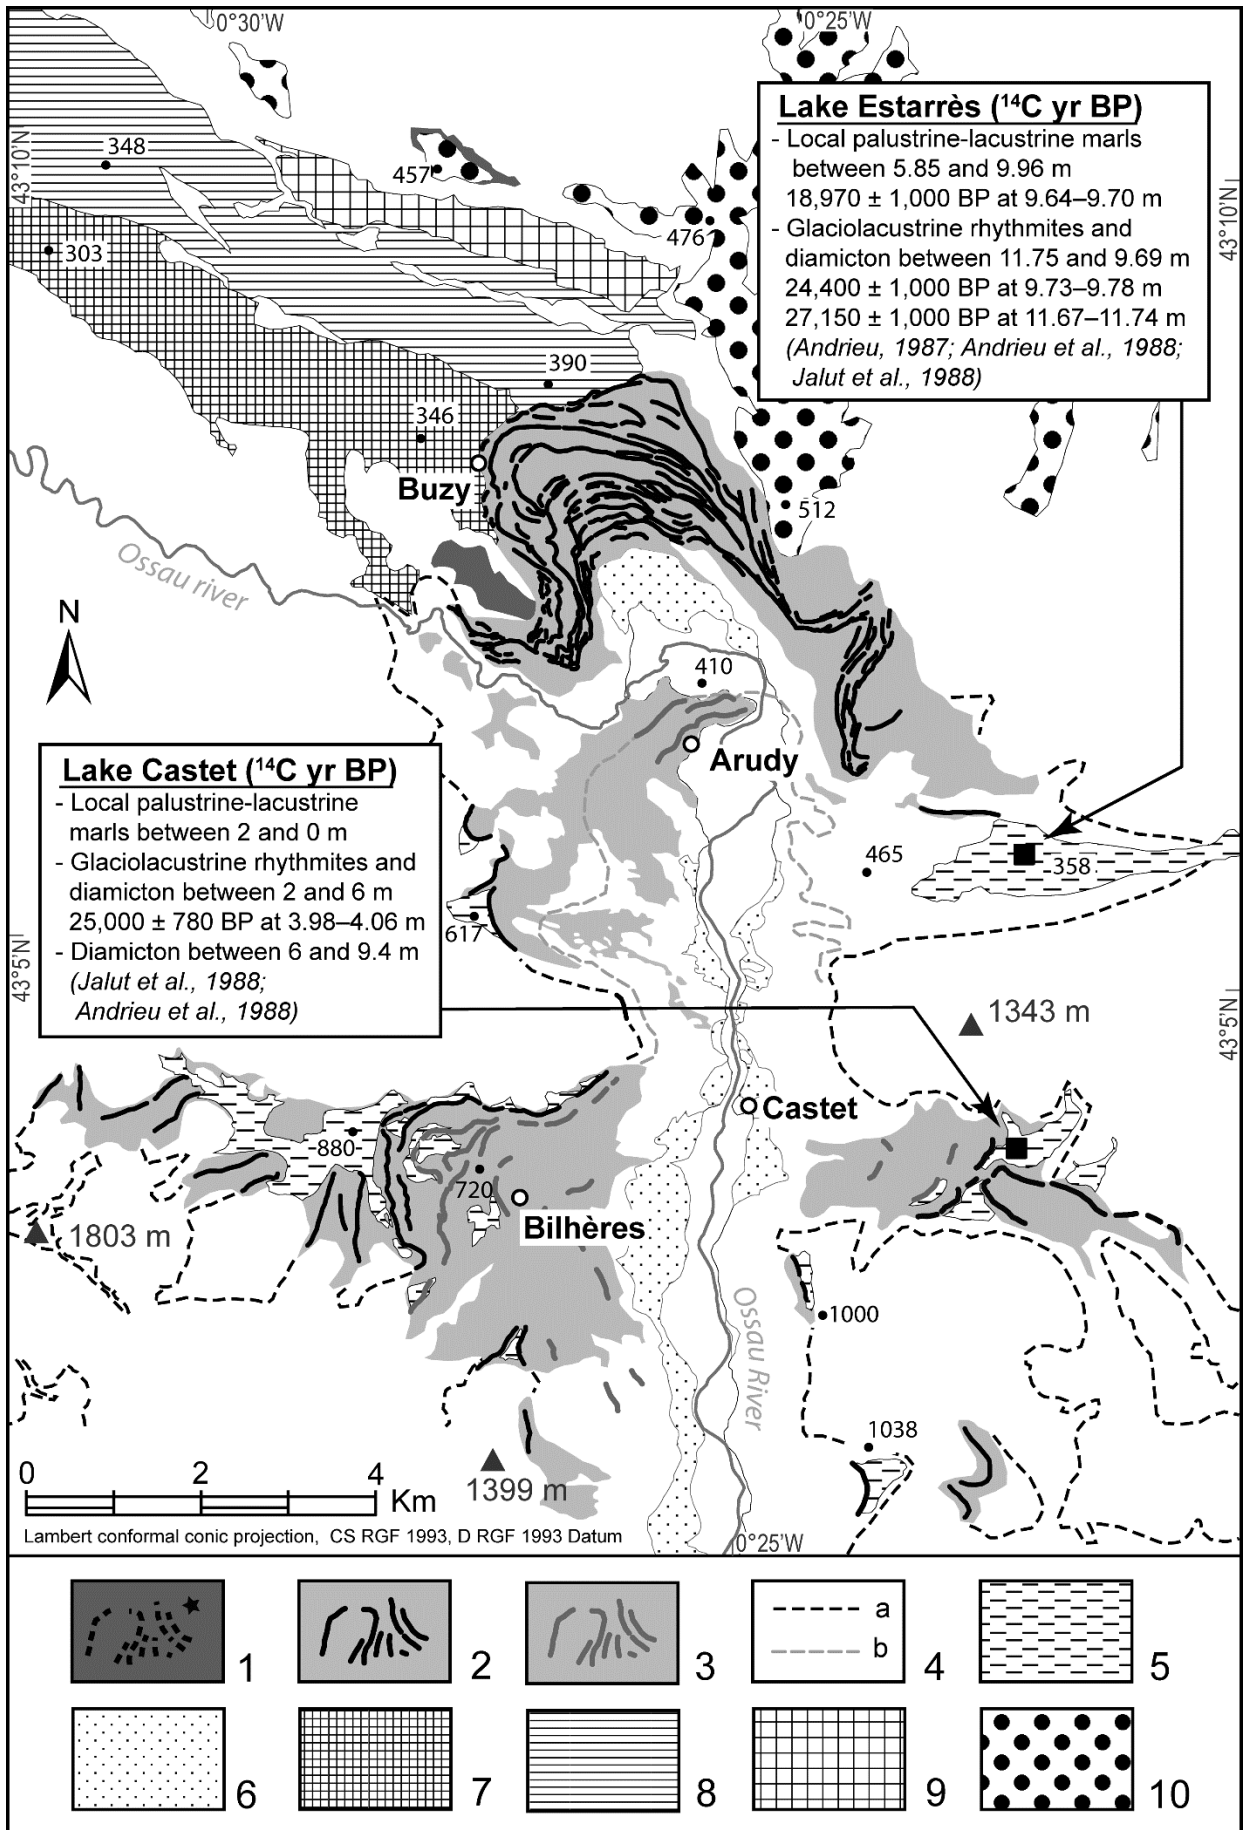 0°30'W
0°25'W
Lake Estarrès (¹⁴C yr BP)
- Local palustrine-lacustrine marls
between 5.85 and 9.96 m
18,970 ± 1,000 BP at 9.64–9.70 m
- Glaciolacustrine rhythmites and
diamicton between 11.75 and 9.69 m
24,400 ± 1,000 BP at 9.73–9.78 m
27,150 ± 1,000 BP at 11.67–11.74 m
(Andrieu, 1987; Andrieu et al., 1988;
Jalut et al., 1988)
43°10'N
43°10'N
348
457
476
303
390
346
Buzy
512
Ossau river
N
410
Arudy
Lake Castet (¹⁴C yr BP)
- Local palustrine-lacustrine
marls between 2 and 0 m
- Glaciolacustrine rhythmites and
diamicton between 2 and 6 m
25,000 ± 780 BP at 3.98–4.06 m
- Diamicton between 6 and 9.4 m
(Jalut et al., 1988;
Andrieu et al., 1988)
465
358
617
43°5'N
43°5'N
1343 m
Castet
880
720
Bilhères
1803 m
Ossau River
1000
1038
1399 m
0 2 4
Km
Lambert conformal conic projection, CS RGF 1993, D RGF 1993 Datum
0°25'W
1
2
3
a
b
4
5
6
7
8
9
10